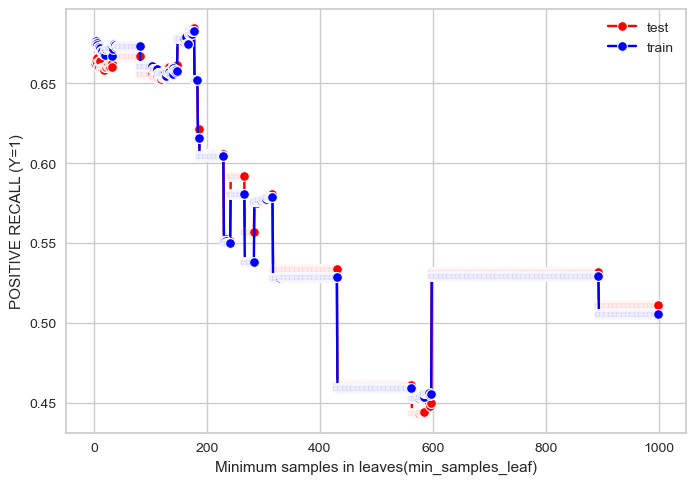 test
train
POSITIVE RECALL (Y=1)
0.65
0.60
0.55
0.50
0.45
0
200
400
600
800
1000
Minimum samples in leaves(min_samples_leaf)